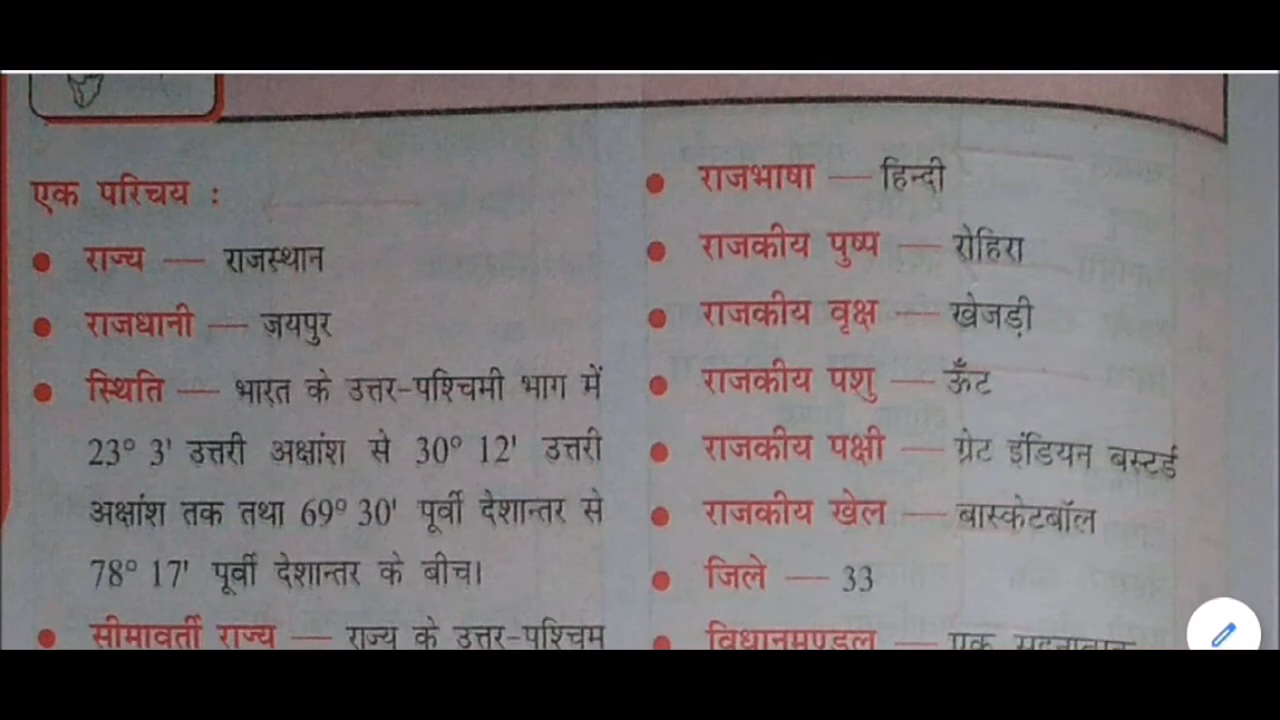 एक परिचय :
• राज्य — राजस्थान
• राजधानी — जयपुर
• स्थिति — भारत के उत्तर-पश्चिमी भाग में
23° 3' उत्तरी अक्षांश से 30° 12' उत्तरी
अक्षांश तक तथा 69° 30' पूर्वी देशान्तर से
78° 17' पूर्वी देशान्तर के बीच।
• सीमावर्ती राज्य — राज्य के उत्तर-पश्चिम
• राजभाषा — हिन्दी
• राजकीय पुष्प — रोहिरा
• राजकीय वृक्ष — खेजड़ी
• राजकीय पशु — ऊँट
• राजकीय पक्षी — ग्रेट इंडियन बस्टर्ड
• राजकीय खेल — बास्केटबॉल
• जिले — 33
• विधानमण्डल — एक